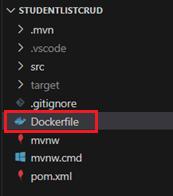 STUDENTLISTCRUD
.mvn
.vscode
src
target
.gitignore
Dockerfile
mvnw
mvnw.cmd
pom.xml